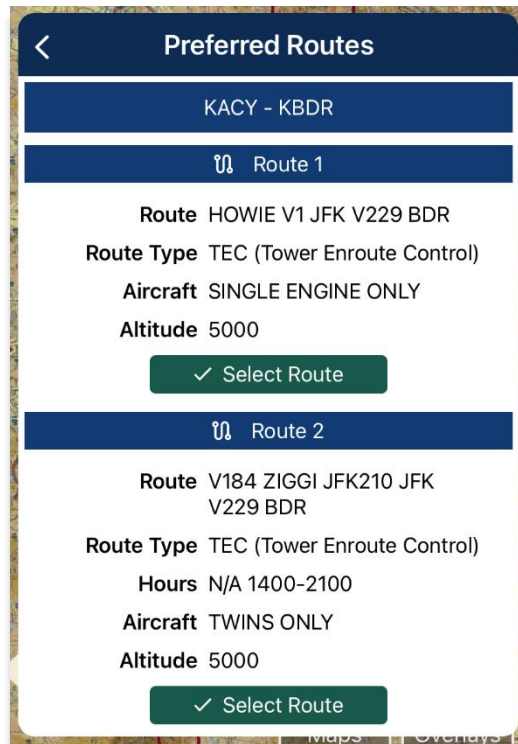 Preferred Routes
KACY - KBDR
Route 1
Route HOWIE V1 JFK V229 BDR
Route Type TEC (Tower Enroute Control)
Aircraft SINGLE ENGINE ONLY
Altitude 5000
✓ Select Route
Route 2
Route V184 ZIGGI JFK210 JFK
V229 BDR
Route Type TEC (Tower Enroute Control)
Hours N/A 1400-2100
Aircraft TWINS ONLY
Altitude 5000
✓ Select Route
Maps Overlays